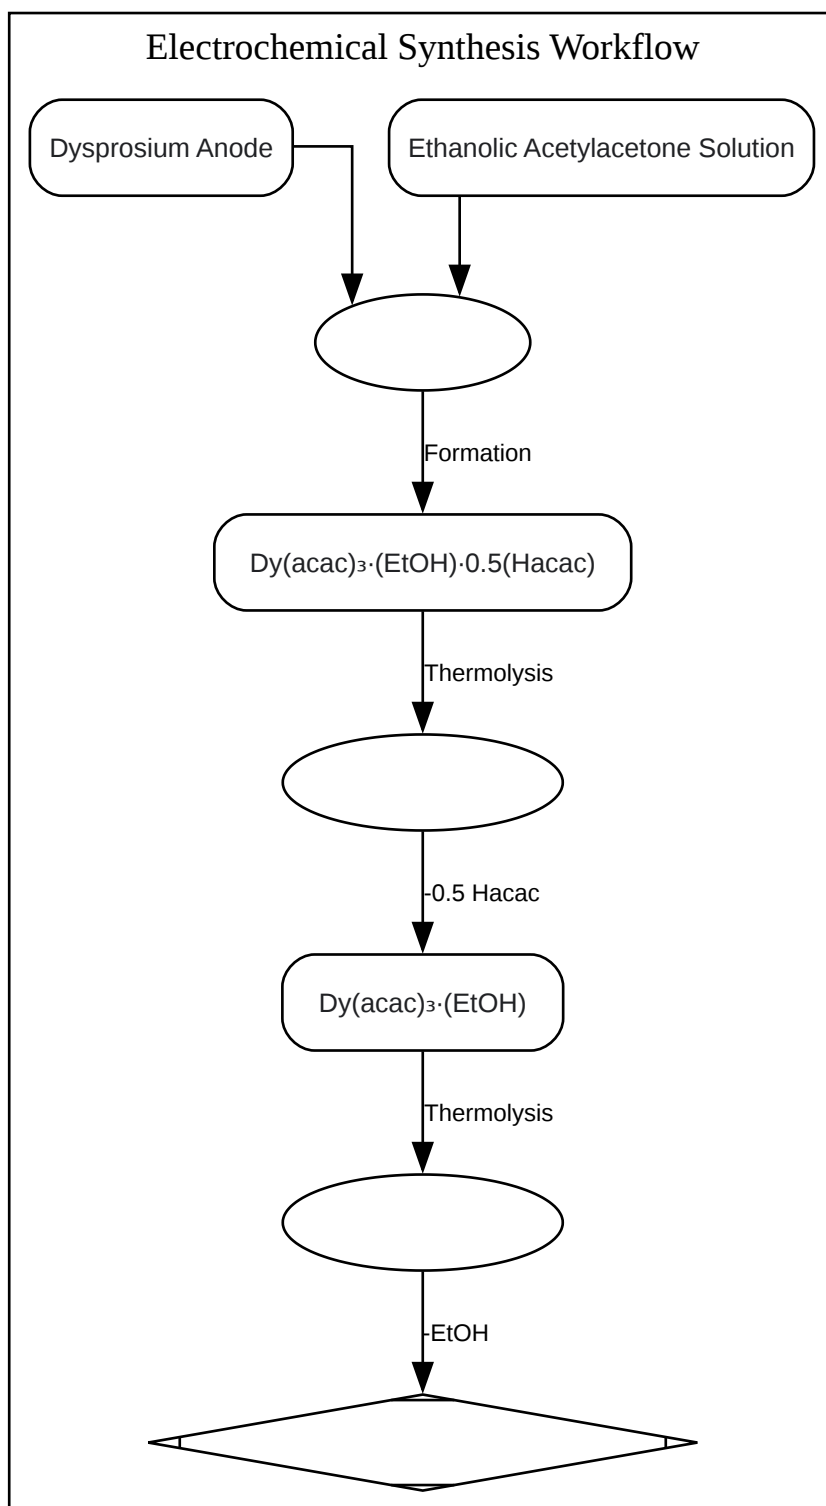 Electrochemical Synthesis Workflow
Dysprosium Anode
Ethanolic Acetylacetone Solution
Formation
Dy(acac)₃·(EtOH)·0.5(Hacac)
Thermolysis
-0.5 Hacac
Dy(acac)₃·(EtOH)
Thermolysis
-EtOH